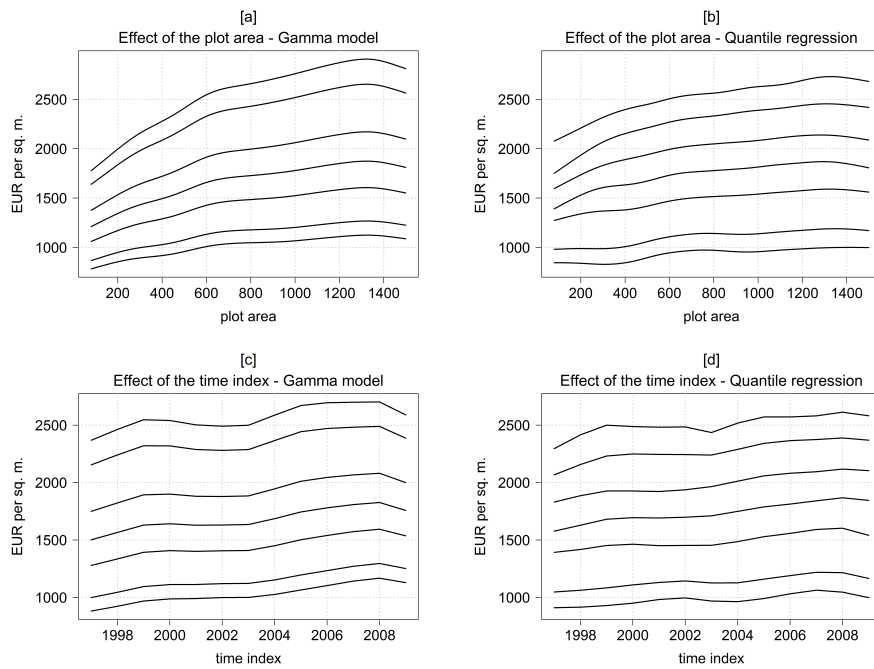 [a]
Effect of the plot area - Gamma model
EUR per sq. m.
2500
2000
1500
1000
200 400 600 800 1000 1200 1400
plot area
[b]
Effect of the plot area - Quantile regression
EUR per sq. m.
2500
2000
1500
1000
200 400 600 800 1000 1200 1400
plot area
[c]
Effect of the time index - Gamma model
EUR per sq. m.
2500
2000
1500
1000
1998 2000 2002 2004 2006 2008
time index
[d]
Effect of the time index - Quantile regression
EUR per sq. m.
2500
2000
1500
1000
1998 2000 2002 2004 2006 2008
time index